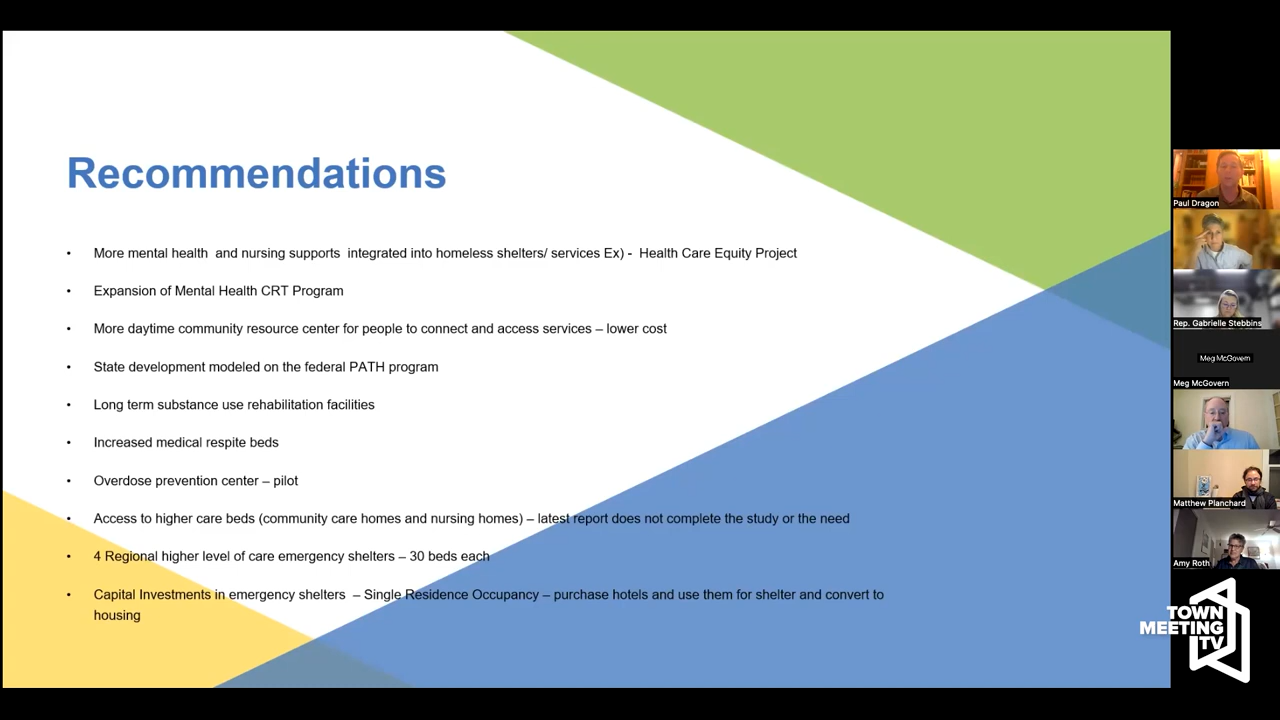 Recommendations
• More mental health and nursing supports integrated into homeless shelters/ services Ex) - Health Care Equity Project
• Expansion of Mental Health CRT Program
• More daytime community resource center for people to connect and access services – lower cost
• State development modeled on the federal PATH program
• Long term substance use rehabilitation facilities
• Increased medical respite beds
• Overdose prevention center – pilot
• Access to higher care beds (community care homes and nursing homes) – latest report does not complete the study or the need
• 4 Regional higher level of care emergency shelters – 30 beds each
• Capital Investments in emergency shelters – Single Residence Occupancy – purchase hotels and use them for shelter and convert to
housing
Paul Dragon
Rep. Gabrielle Stebbins
Meg McGovern
Meg McGovern
Matthew Planchard
Amy Roth
TOWN
MEETING
TV